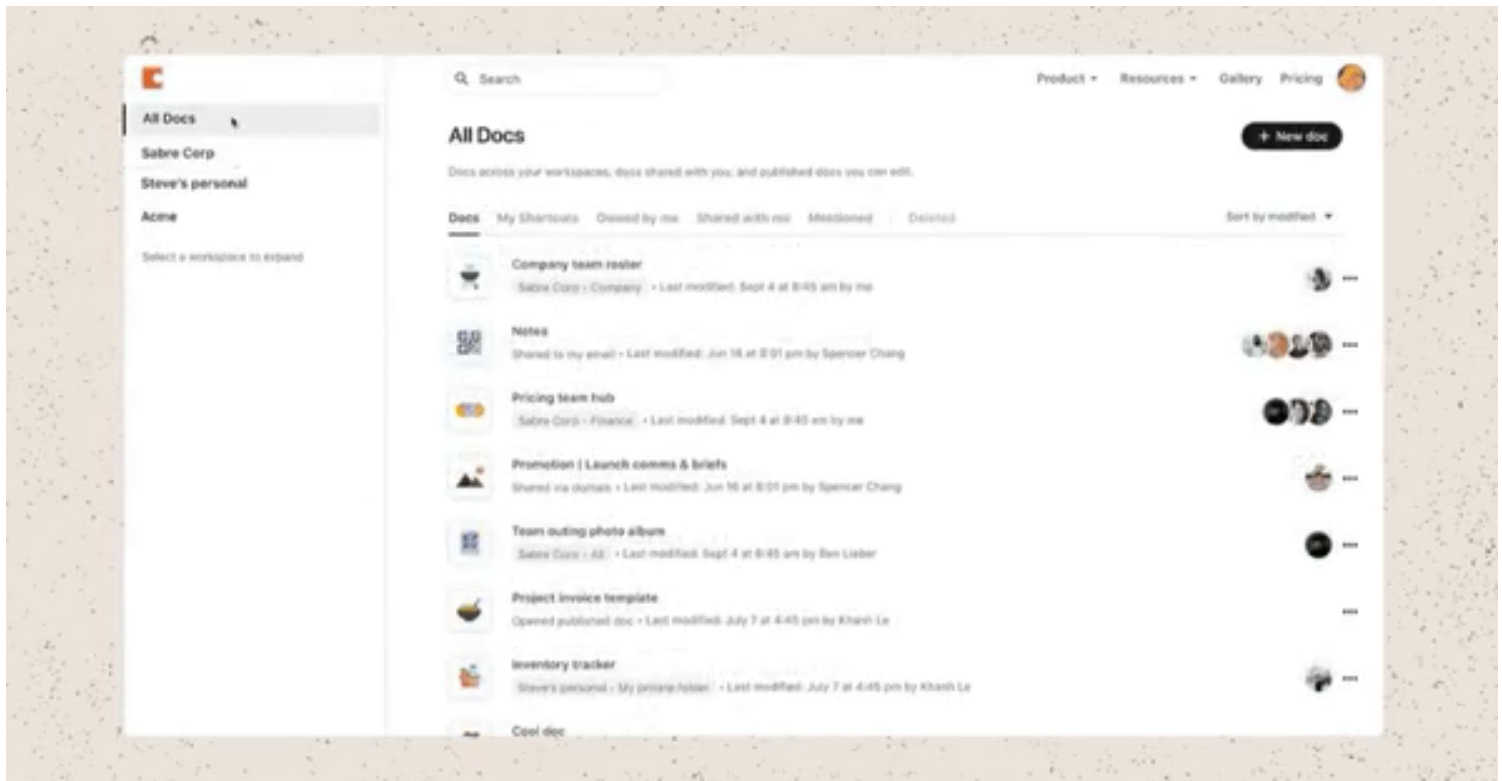 Search
Product
Resources
Gallery
Pricing
All Docs
Sabre Corp
Steve's personal
Acme
Select a workspace to expand
All Docs
+ New doc
Docs across your workspaces, docs shared with you, and published docs you can edit.
Docs My Shortcuts Owned by me Shared with me Mentioned Deleted
Sort by modified
Company team roster
Sabre Corp - Company • Last modified: Sept 4 at 8:45 am by me
Notes
Shared to my email • Last modified: Jun 16 at 8:01 pm by Spencer Chang
Pricing team hub
Sabre Corp - Finance • Last modified: Sept 4 at 8:45 am by me
Promotion | Launch comms & briefs
Shared via domain • Last modified: Jun 16 at 8:01 pm by Spencer Chang
Team outing photo album
Sabre Corp - All • Last modified: Sept 4 at 6:45 am by Ben Lieber
Project invoice template
Opened published doc • Last modified: July 7 at 4:45 pm by Khanh Le
Inventory tracker
Steve's personal - My private folder • Last modified: July 7 at 4:45 pm by Khanh Le
Cool doc